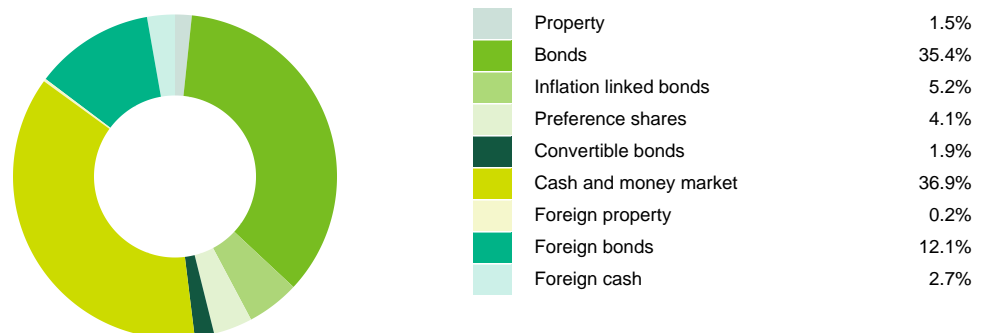 Property 1.5%
Bonds 35.4%
Inflation linked bonds 5.2%
Preference shares 4.1%
Convertible bonds 1.9%
Cash and money market 36.9%
Foreign property 0.2%
Foreign bonds 12.1%
Foreign cash 2.7%